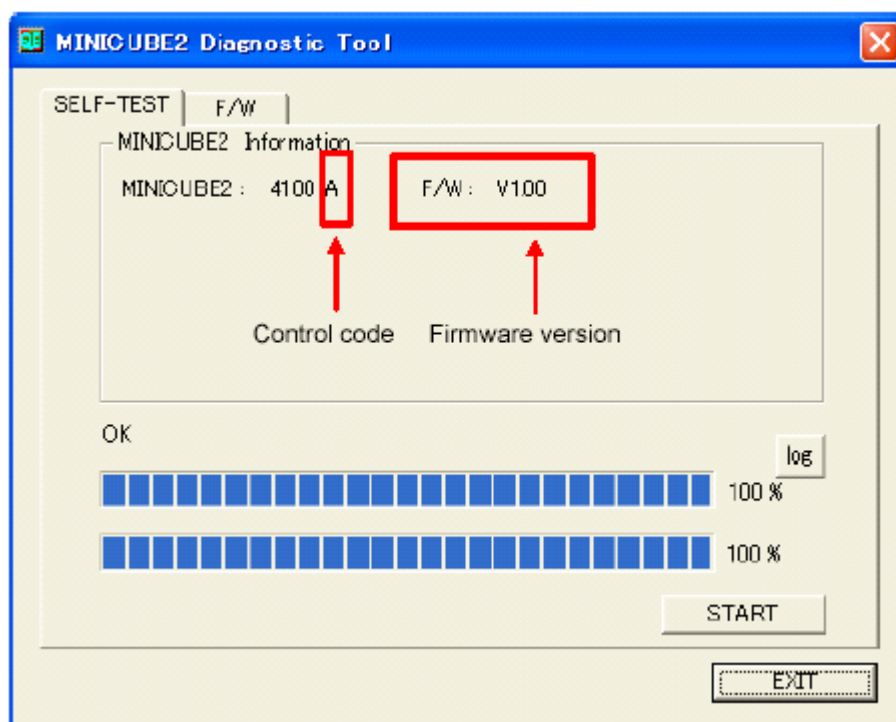 MINICUBE2 Diagnostic Tool
SELF-TEST
F/W
MINICUBE2 Information
MINICUBE2 : 4100 A F/W : V1.00
Control code Firmware version
OK
log
100 %
100 %
START
EXIT